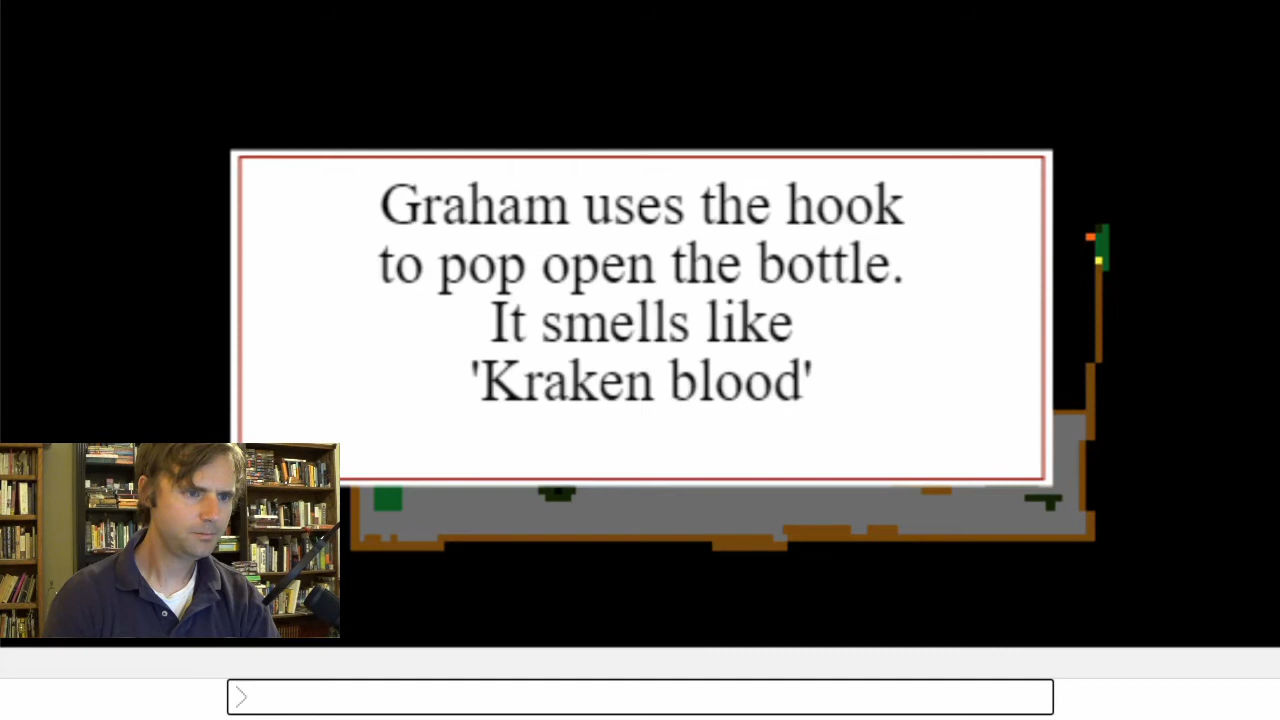 Graham uses the hook
to pop open the bottle.
It smells like
'Kraken blood'